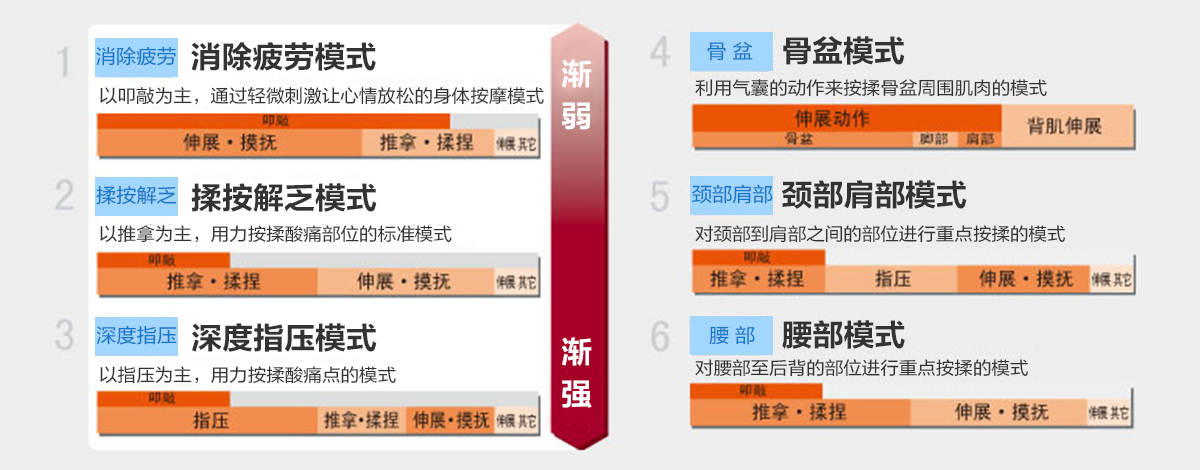 1
消除疲劳
消除疲劳模式
以叩敲为主，通过轻微刺激让心情放松的身体按摩模式
叩敲
伸展・摸抚
推拿・揉捏
伸展 其它
2
揉按解乏
揉按解乏模式
以推拿为主，用力按揉酸痛部位的标准模式
叩敲
推拿・揉捏
伸展・摸抚
伸展 其它
3
深度指压
深度指压模式
以指压为主，用力按揉酸痛点的模式
叩敲
指压
推拿・揉捏
伸展・摸抚
伸展 其它
渐弱
渐强
4
骨盆
骨盆模式
利用气囊的动作来按揉骨盆周围肌肉的模式
伸展动作
背肌伸展
骨盆
脚部
肩部
5
颈部肩部
颈部肩部模式
对颈部到肩部之间的部位进行重点按揉的模式
叩敲
推拿・揉捏
指压
伸展・摸抚
伸展 其它
6
腰部
腰部模式
对腰部至后背的部位进行重点按揉的模式
叩敲
推拿・揉捏
伸展・摸抚
伸展 其它